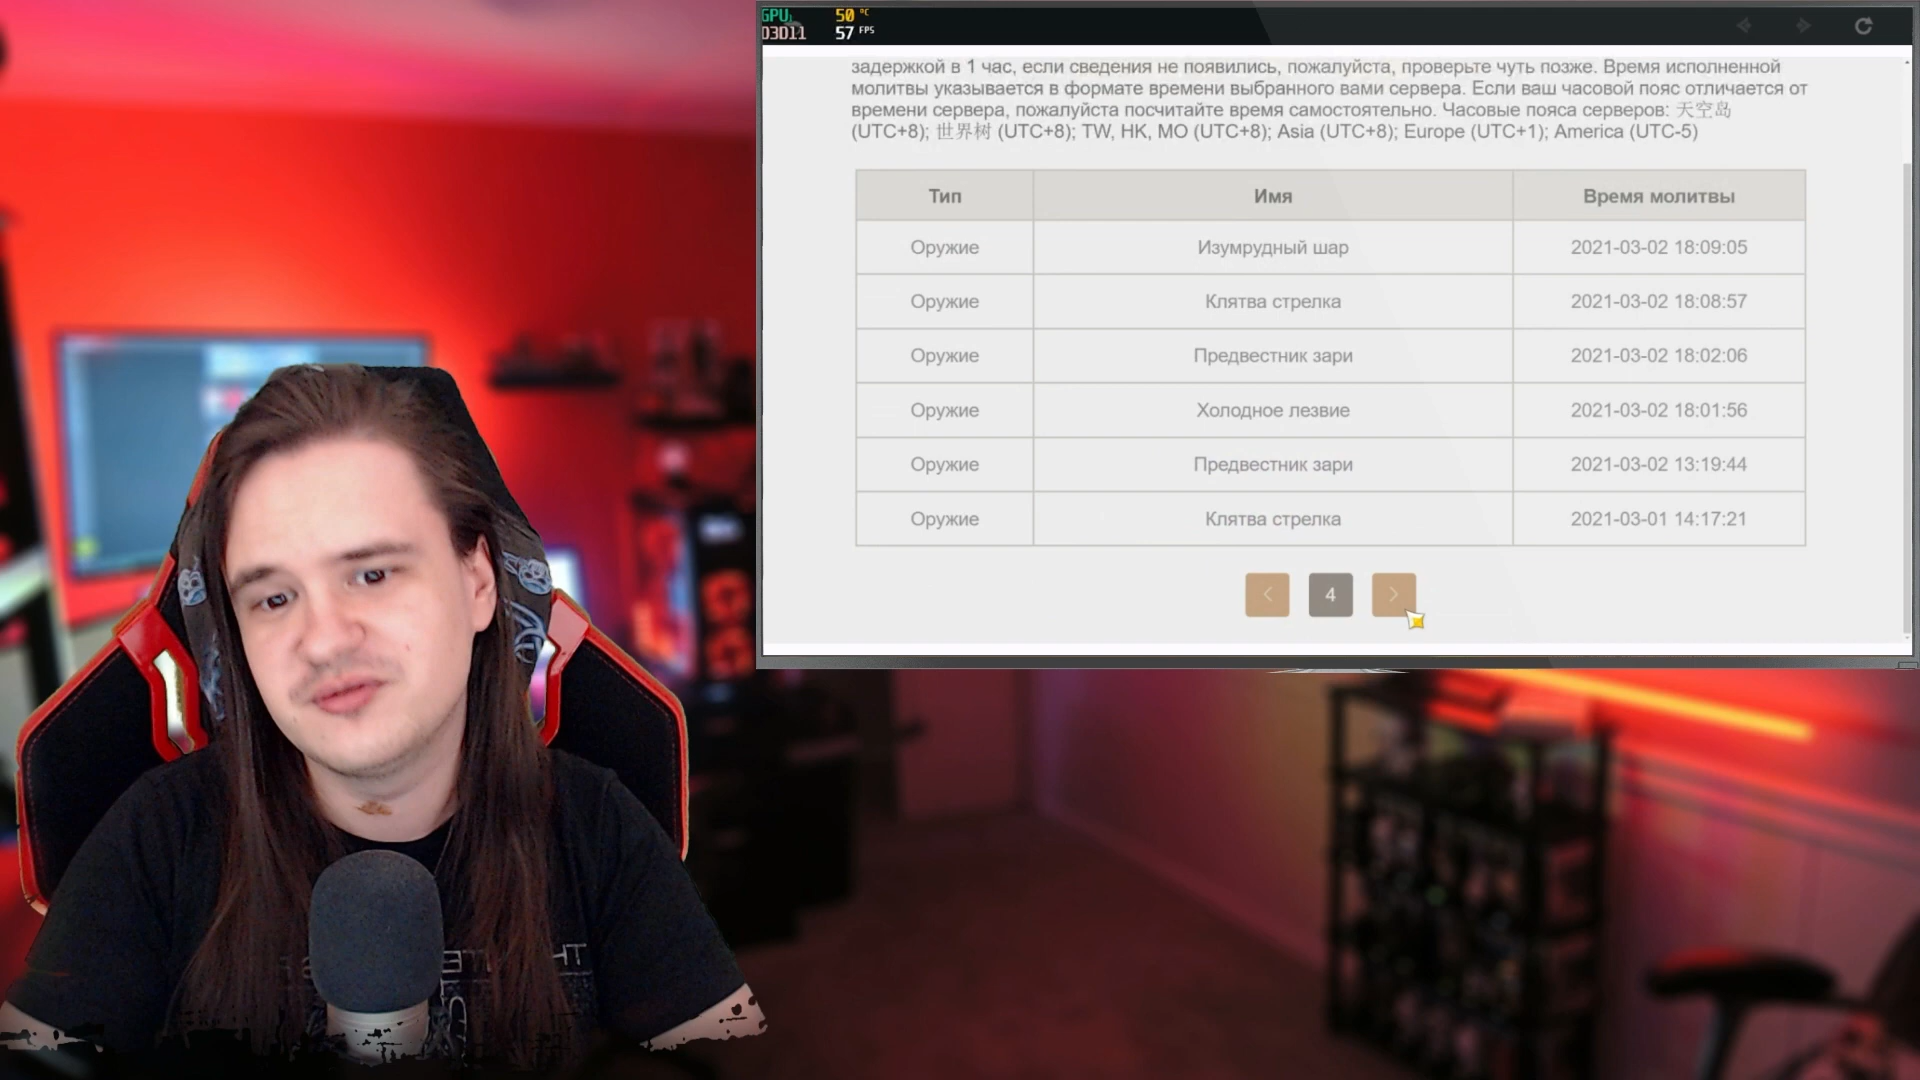 GPU 50 °C
D3D11 57 FPS
задержкой в 1 час, если сведения не появились, пожалуйста, проверьте чуть позже. Время исполненной
молитвы указывается в формате времени выбранного вами сервера. Если ваш часовой пояс отличается от
времени сервера, пожалуйста посчитайте время самостоятельно. Часовые пояса серверов: 天空岛
(UTC+8); 世界树 (UTC+8); TW, HK, MO (UTC+8); Asia (UTC+8); Europe (UTC+1); America (UTC-5)
Тип Имя Время молитвы
Оружие Изумрудный шар 2021-03-02 18:09:05
Оружие Клятва стрелка 2021-03-02 18:08:57
Оружие Предвестник зари 2021-03-02 18:02:06
Оружие Холодное лезвие 2021-03-02 18:01:56
Оружие Предвестник зари 2021-03-02 13:19:44
Оружие Клятва стрелка 2021-03-01 14:17:21
4